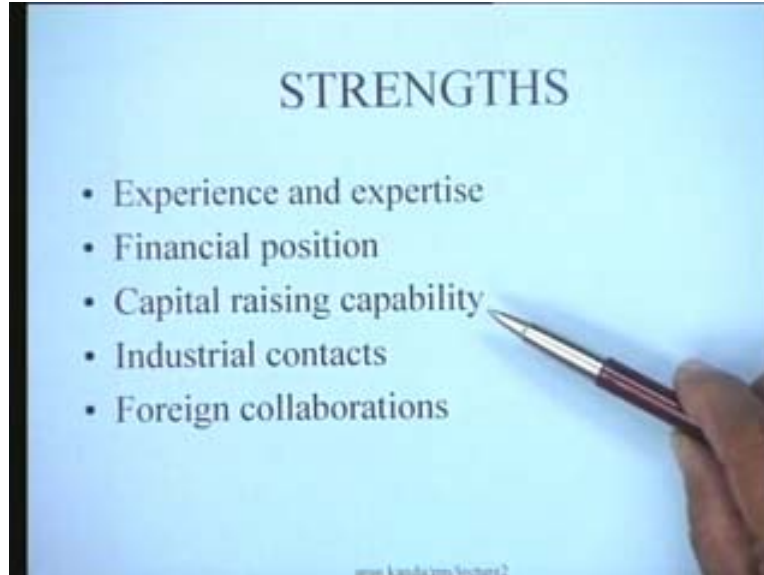 STRENGTHS
• Experience and expertise
• Financial position
• Capital raising capability
• Industrial contacts
• Foreign collaborations